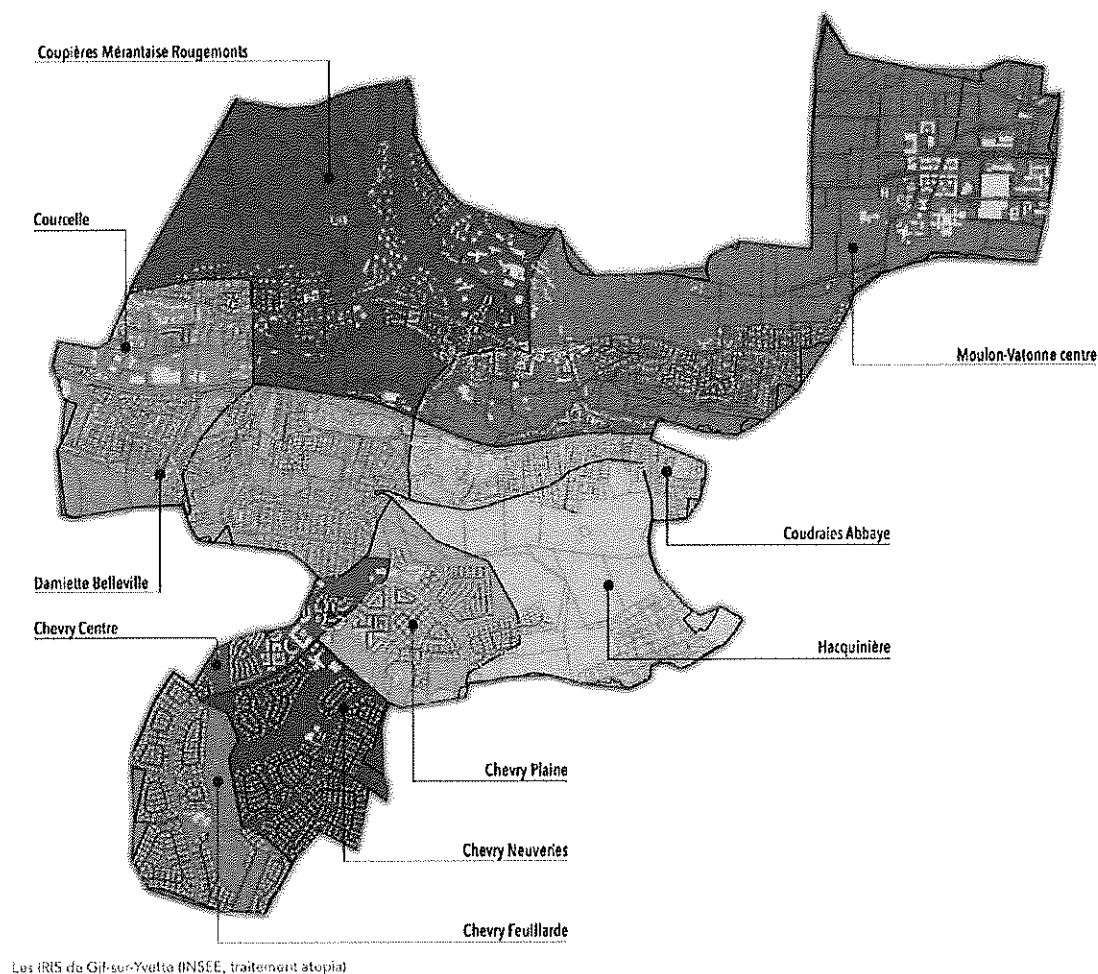 Coupières Mérantaise Rougemonts
Courcelle
Moulon-Vatonne centre
Coudraies Abbaye
Damiette Belleville
Chevry Centre
Hacquinière
Chevry Plaine
Chevry Neuveries
Chevry Feuillarde
Les IRIS de Gif-sur-Yvette (INSEE, traitement atopia)